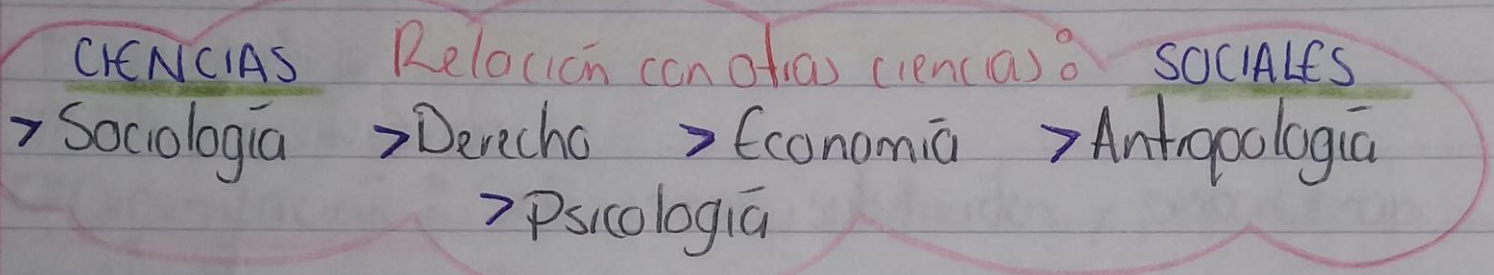 CIENCIAS Relación con otras ciencias: SOCIALES
> Sociología > Derecho > Economía > Antropología
> Psicología